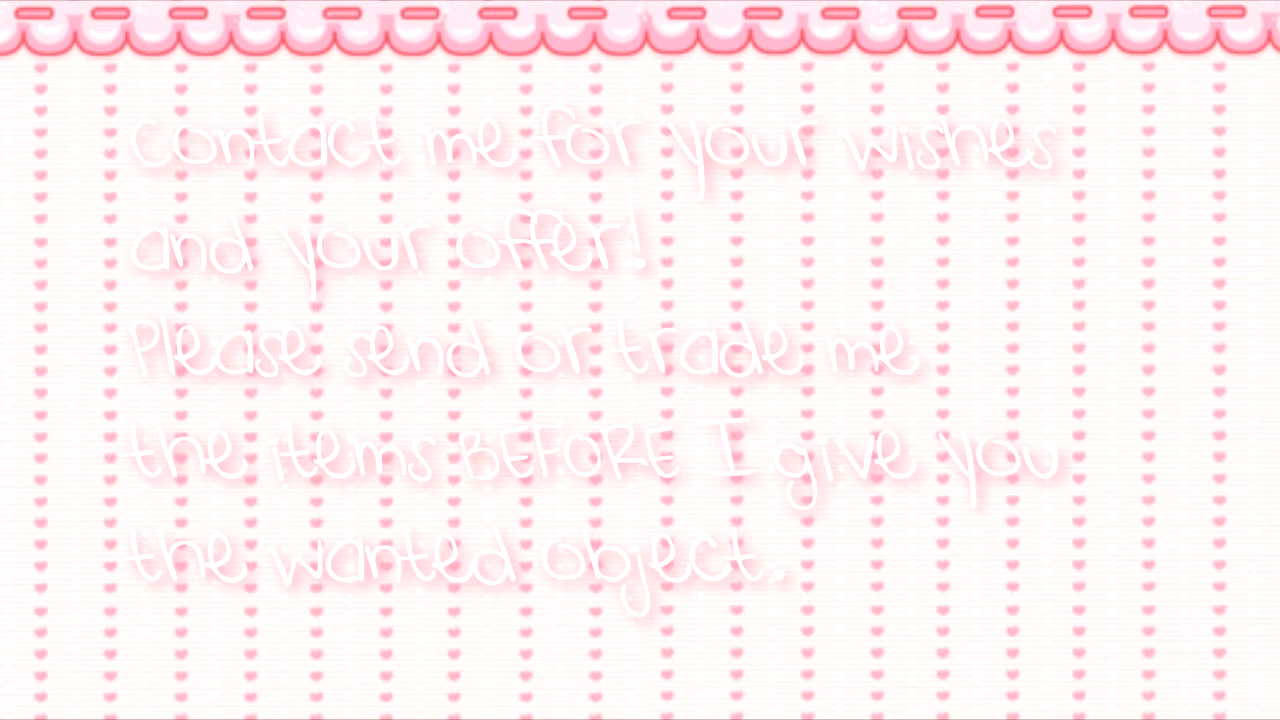 Contact me for your wishes
and your offer!
Please send or trade me
the items BEFORE I give you
the wanted object.